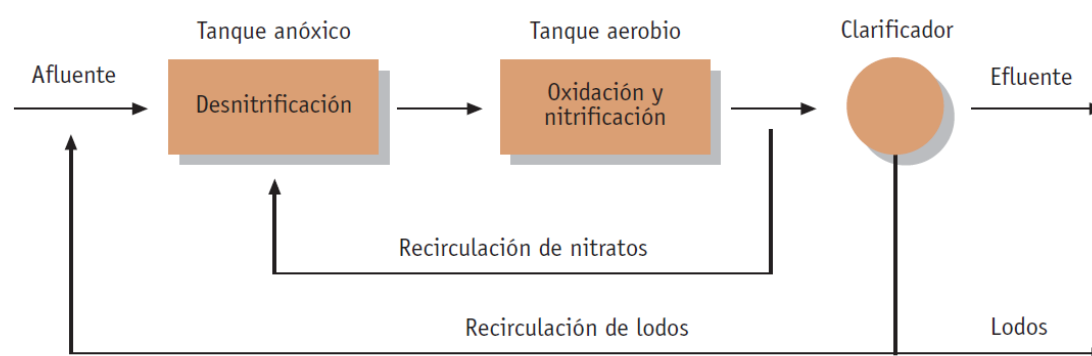 Tanque anóxico
Tanque aerobio
Clarificador
Afluente
Efluente
Desnitrificación
Oxidación y
nitrificación
Recirculación de nitratos
Recirculación de lodos
Lodos